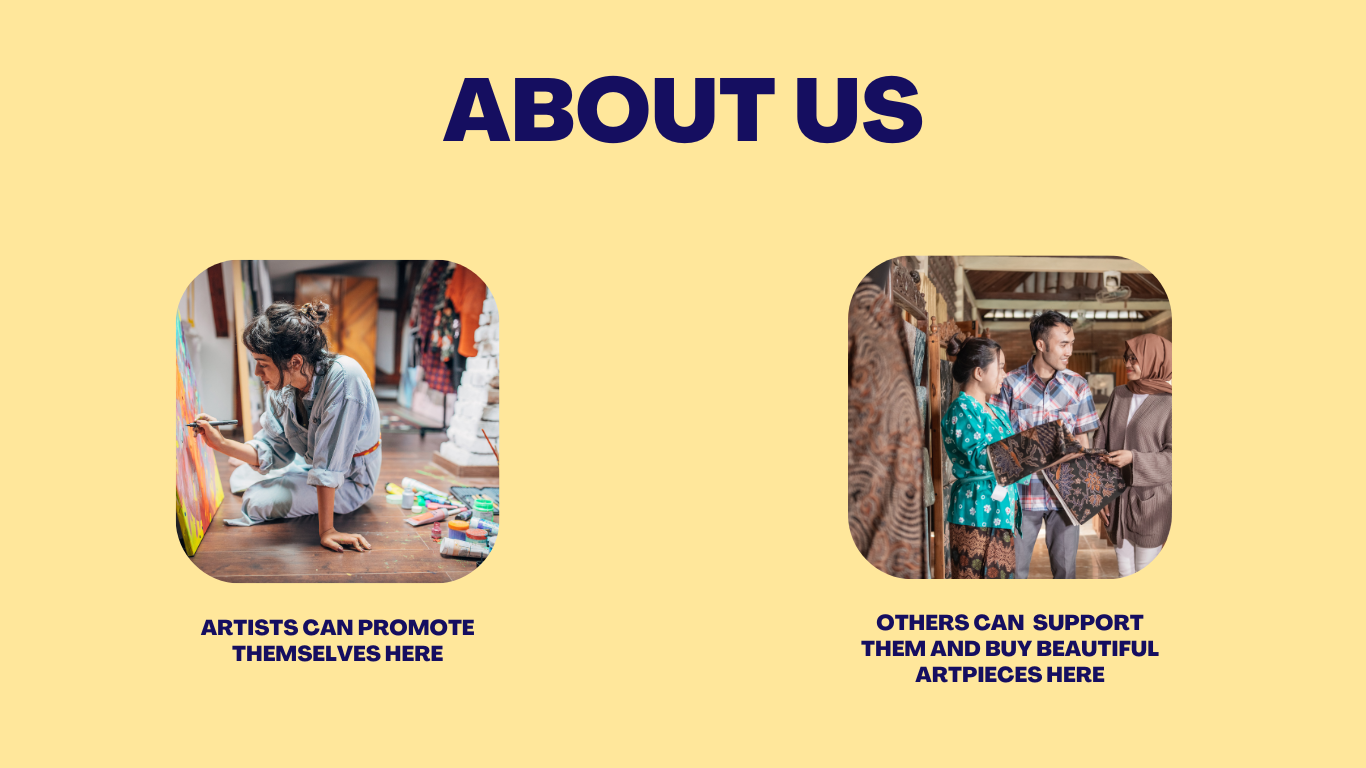 ABOUT US
ARTISTS CAN PROMOTE
THEMSELVES HERE
OTHERS CAN  SUPPORT
THEM AND BUY BEAUTIFUL
ARTPIECES HERE